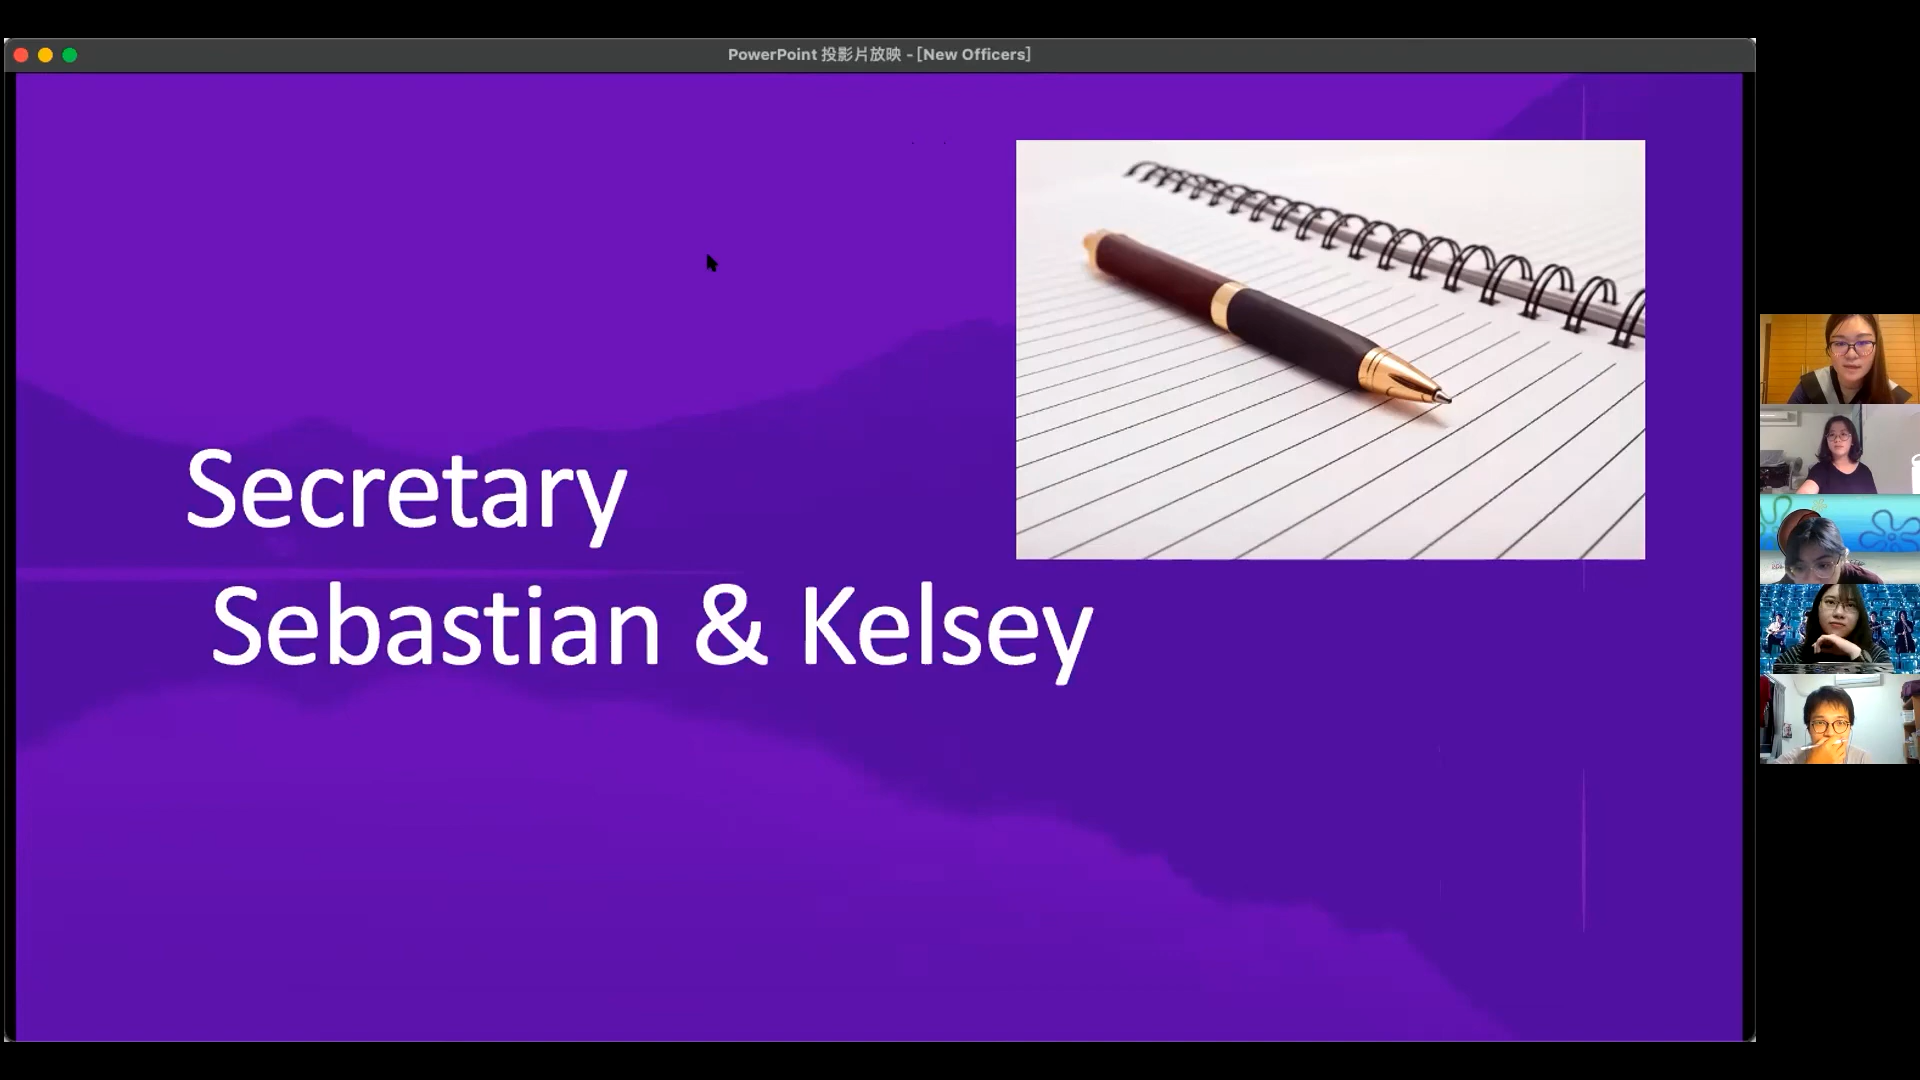 PowerPoint 投影片放映 - [New Officers]
Secretary
Sebastian & Kelsey